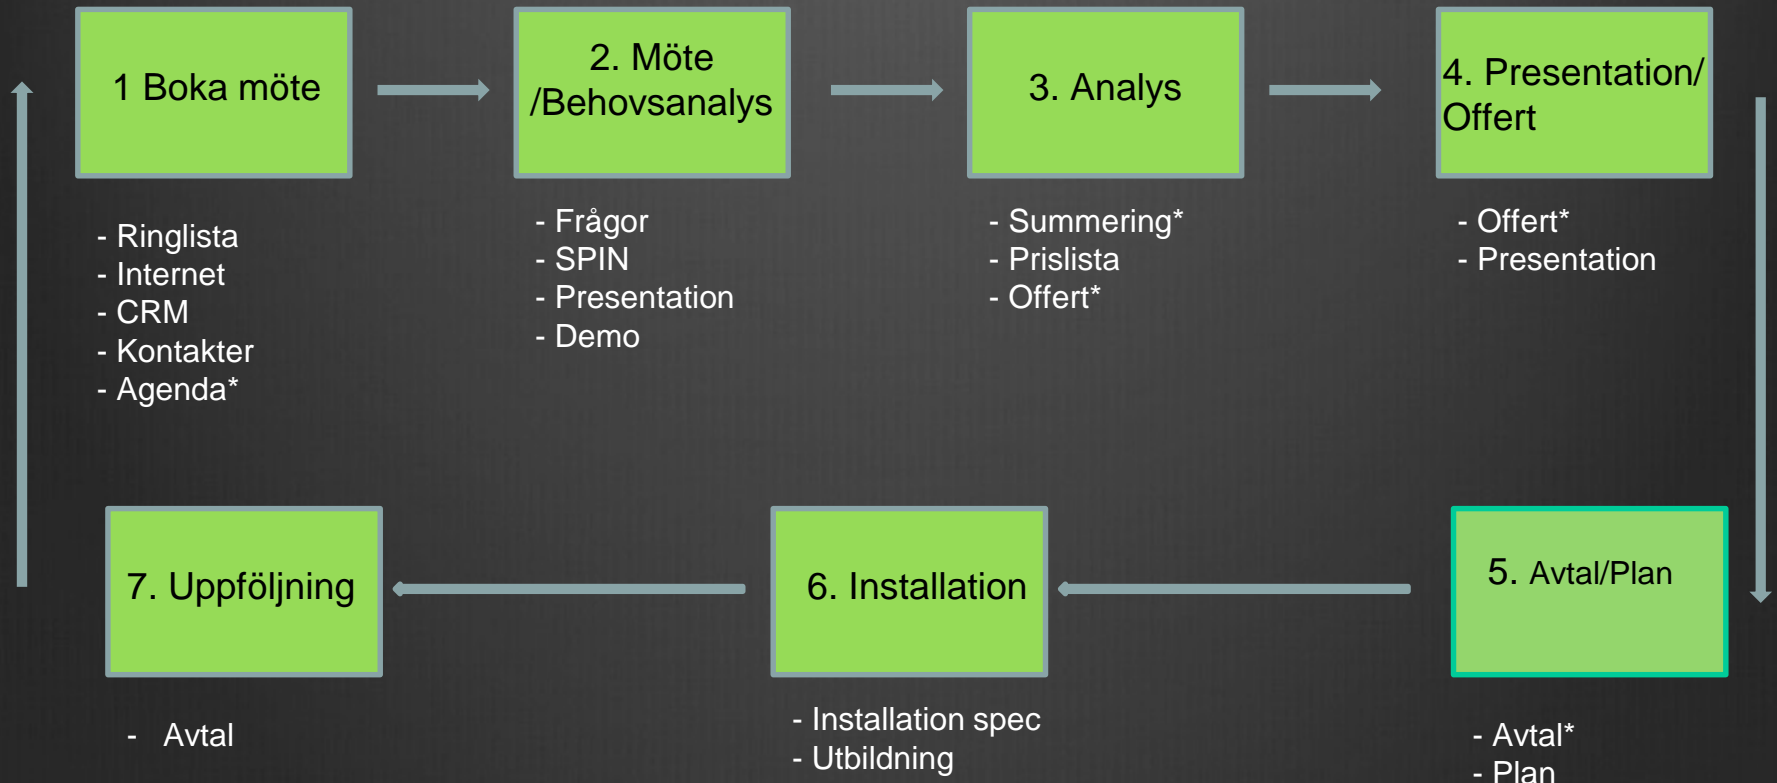 1 Boka möte
2. Möte
/Behovsanalys
3. Analys
4. Presentation/
Offert
- Ringlista
- Internet
- CRM
- Kontakter
- Agenda*
- Frågor
- SPIN
- Presentation
- Demo
- Summering*
- Prislista
- Offert*
- Offert*
- Presentation
7. Uppföljning
6. Installation
5. Avtal/Plan
- Avtal
- Installation spec
- Utbildning
- Avtal*
- Plan